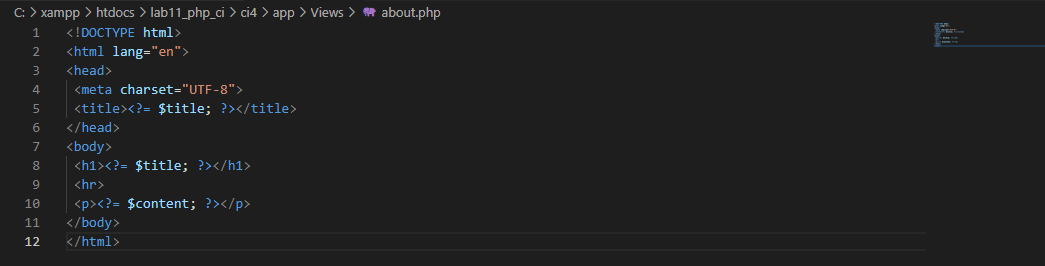 C: > xampp > htdocs > lab11_php_ci > ci4 > app > Views > about.php
1 <!DOCTYPE html>
2 <html lang="en">
3 <head>
4 <meta charset="UTF-8">
5 <title><?= $title; ?></title>
6 </head>
7 <body>
8 <h1><?= $title; ?></h1>
9 <hr>
10 <p><?= $content; ?></p>
11 </body>
12 </html>